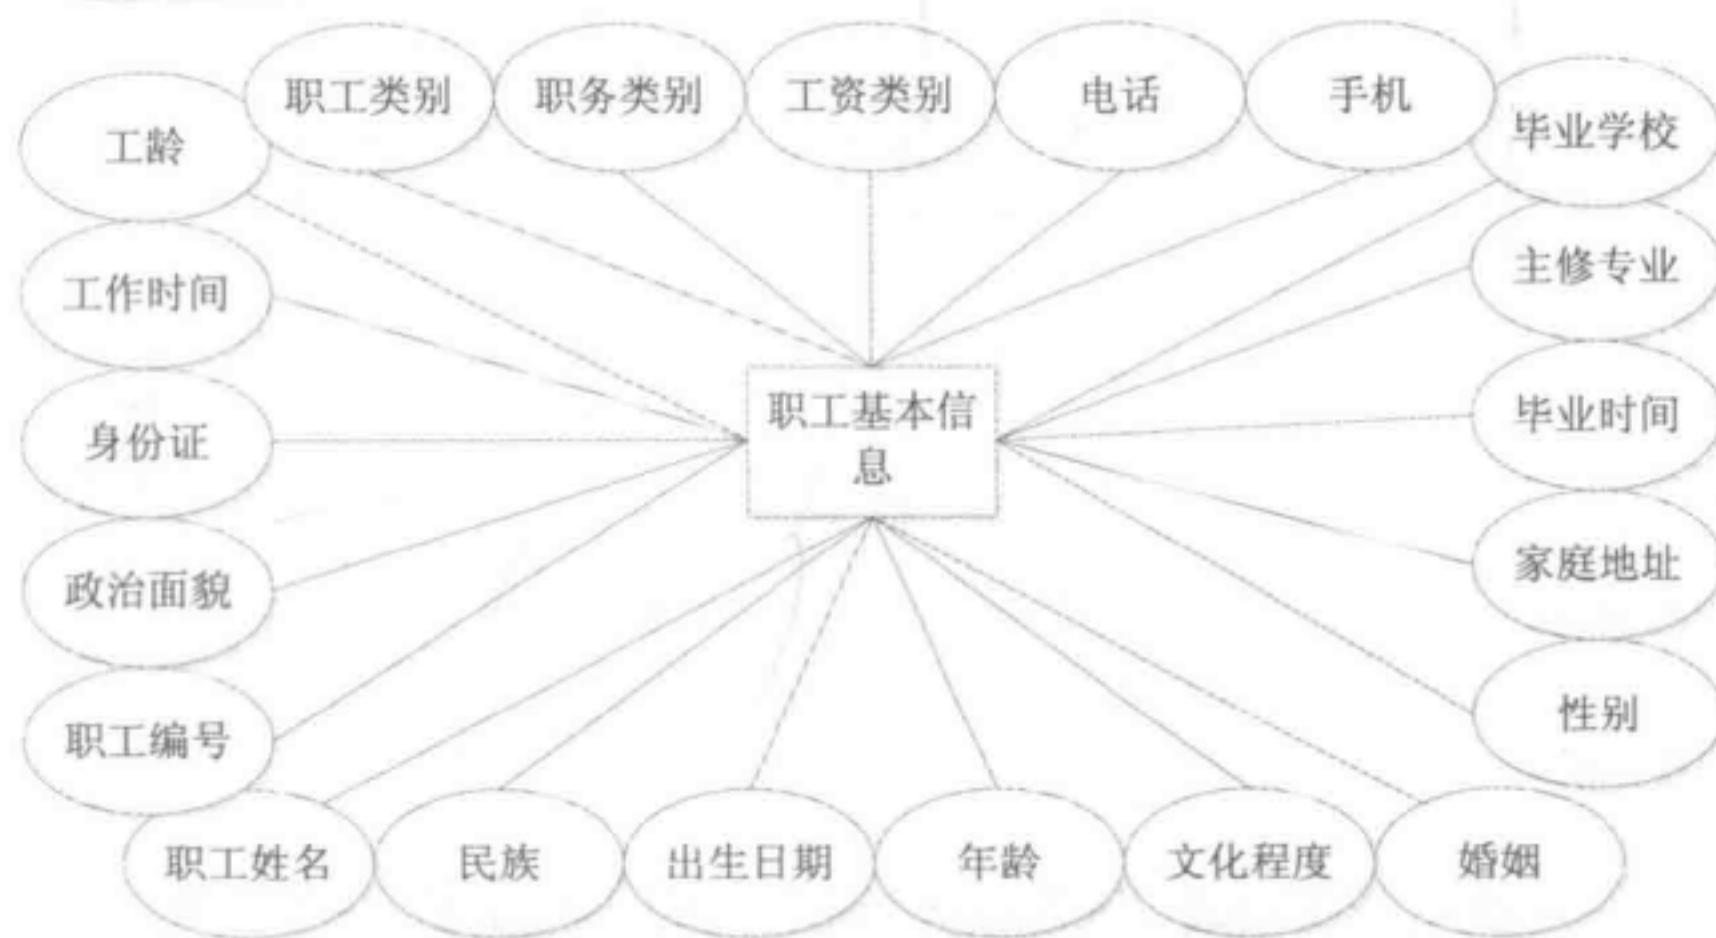 职工类别
职务类别
工资类别
电话
手机
毕业学校
工龄
主修专业
工作时间
职工基本信
息
毕业时间
身份证
家庭地址
政治面貌
性别
职工编号
职工姓名
民族
出生日期
年龄
文化程度
婚姻